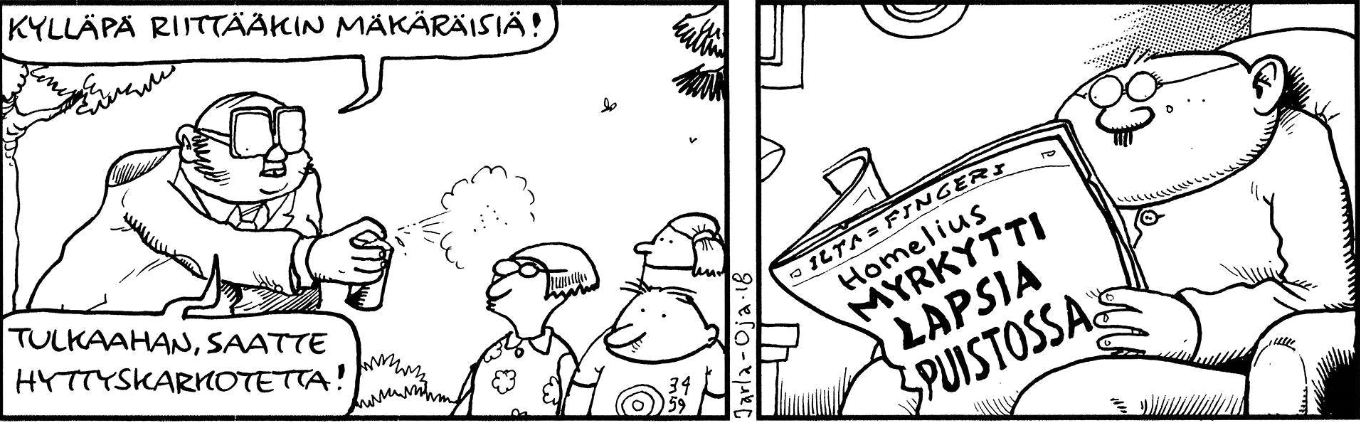 KYLLÄPÄ RIITTÄÄKIN MÄKÄRÄISIÄ!
TULKAAHAN, SAATTE
HYTTYSKARKOTETTA!
34
59
Jarla-Oja-18
ILTA=FINGERS
Homelius
MYRKYTTI
LAPSIA
PUISTOSSA